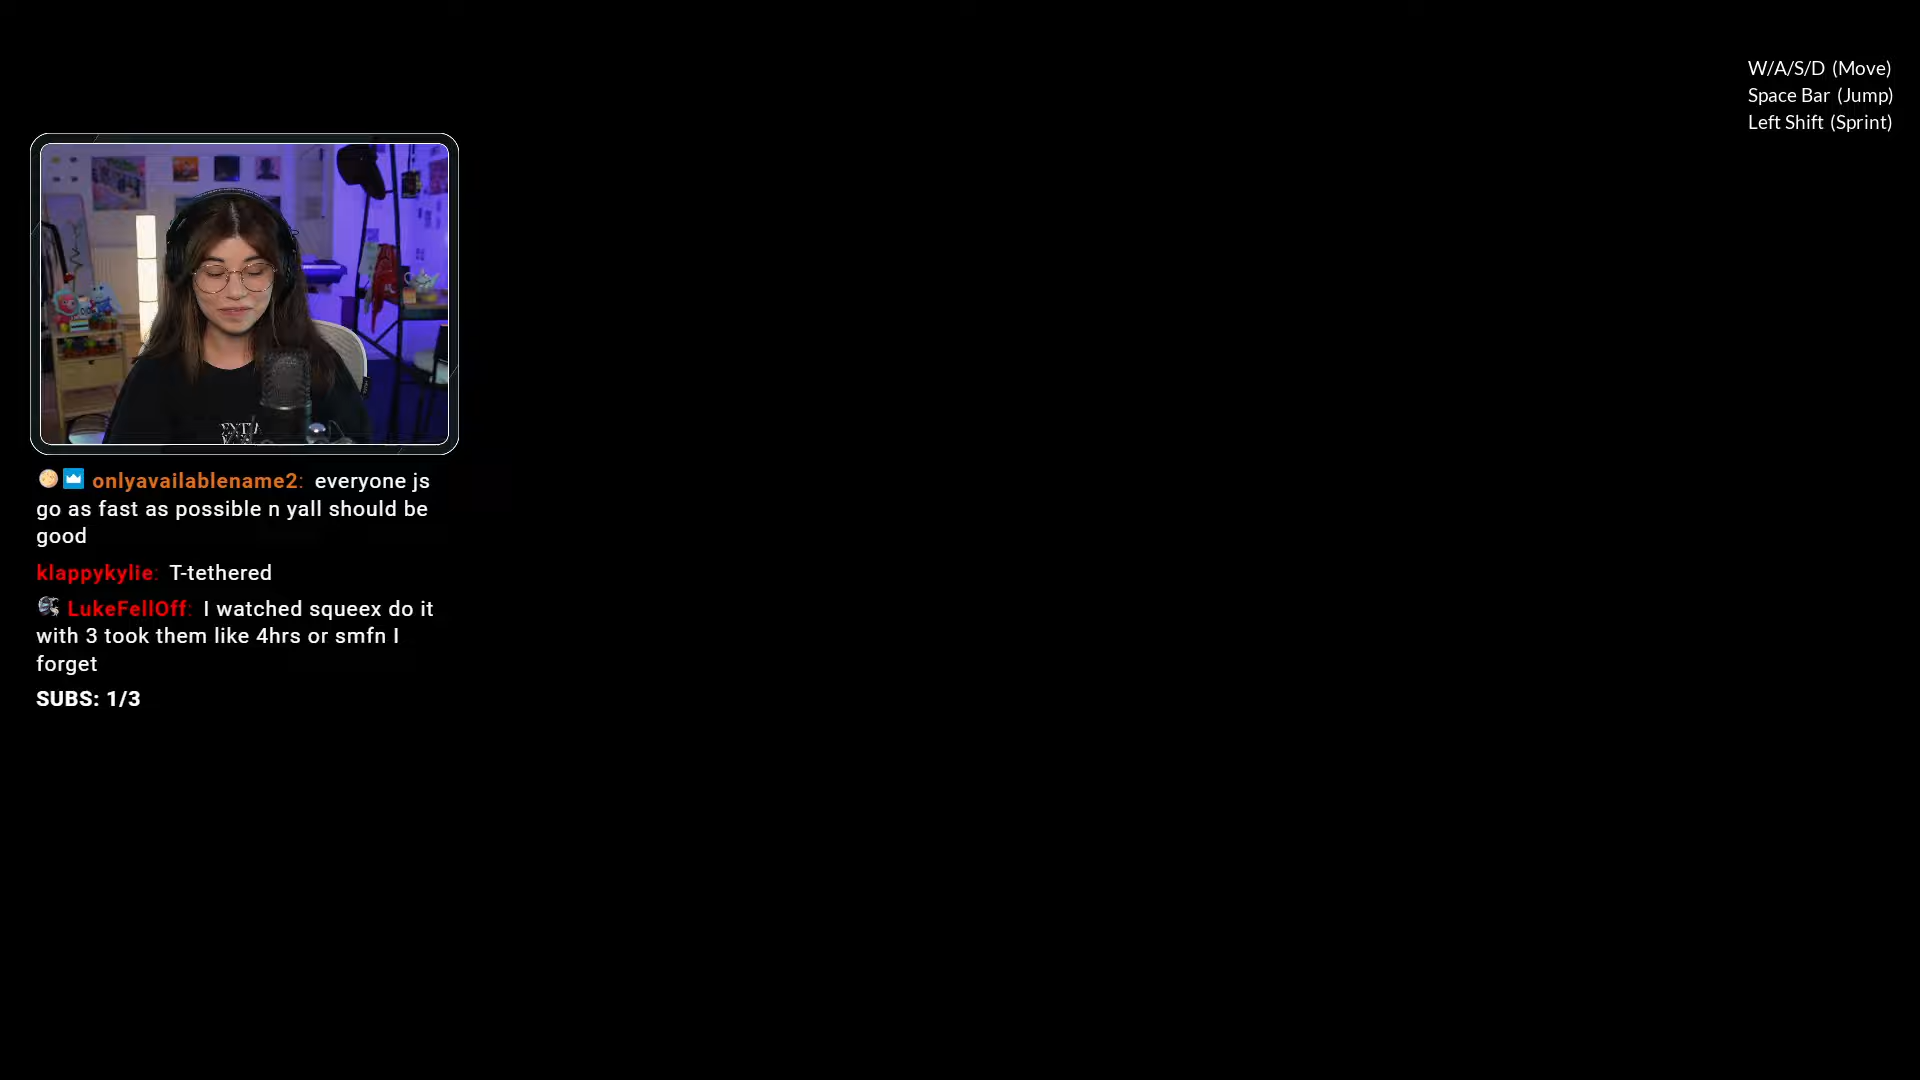 W/A/S/D (Move)
Space Bar (Jump)
Left Shift (Sprint)
onlyavailablename2: everyone js
go as fast as possible n yall should be
good
klappykylie: T-tethered
LukeFellOff: I watched squeex do it
with 3 took them like 4hrs or smfn I
forget
SUBS: 1/3